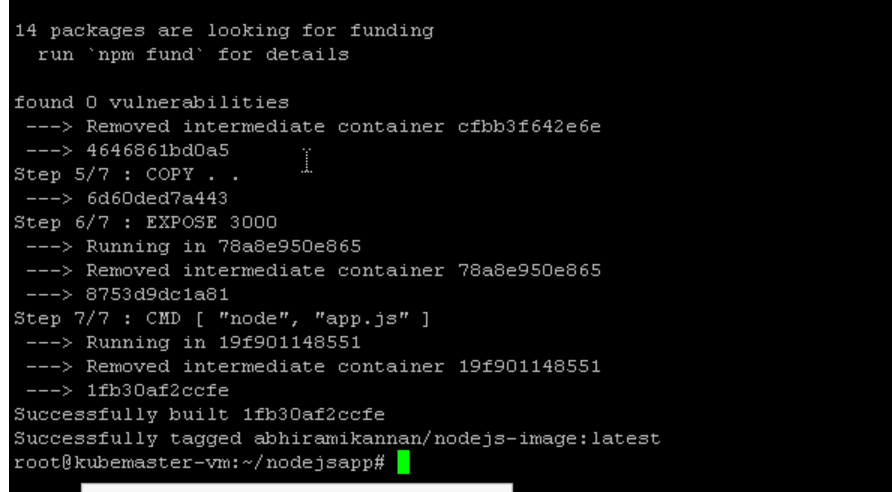 14 packages are looking for funding
  run `npm fund` for details

found 0 vulnerabilities
 ---> Removed intermediate container cfbb3f642e6e
 ---> 4646861bd0a5
Step 5/7 : COPY . .
 ---> 6d60ded7a443
Step 6/7 : EXPOSE 3000
 ---> Running in 78a8e950e865
 ---> Removed intermediate container 78a8e950e865
 ---> 8753d9dc1a81
Step 7/7 : CMD [ "node", "app.js" ]
 ---> Running in 19f901148551
 ---> Removed intermediate container 19f901148551
 ---> 1fb30af2ccfe
Successfully built 1fb30af2ccfe
Successfully tagged abhiramikannan/nodejs-image:latest
root@kubemaster-vm:~/nodejsapp#